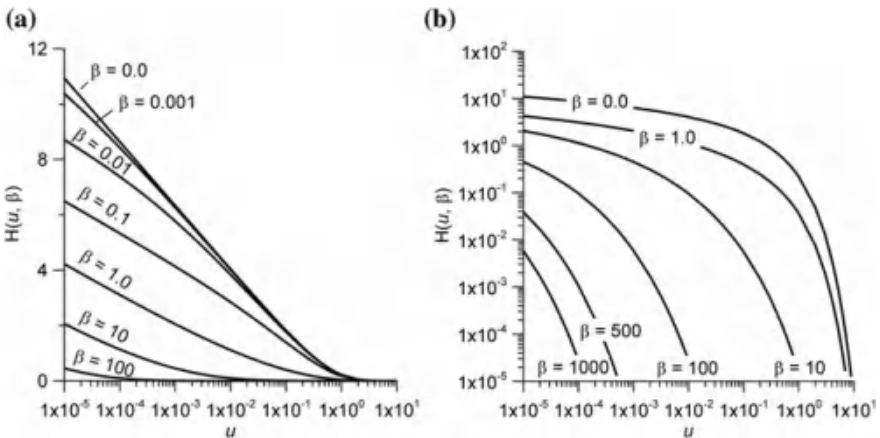 (a)
12
8
4
0
H(u, β)
β = 0.0
β = 0.001
β = 0.01
β = 0.1
β = 1.0
β = 10
β = 100
1x10⁻⁵ 1x10⁻⁴ 1x10⁻³ 1x10⁻² 1x10⁻¹ 1x10⁰ 1x10¹
u
(b)
1x10²
1x10¹
1x10⁰
1x10⁻¹
1x10⁻²
1x10⁻³
1x10⁻⁴
1x10⁻⁵
H(u, β)
β = 0.0
β = 1.0
β = 500
β = 1000
β = 100
β = 10
1x10⁻⁵ 1x10⁻⁴ 1x10⁻³ 1x10⁻² 1x10⁻¹ 1x10⁰ 1x10¹
u